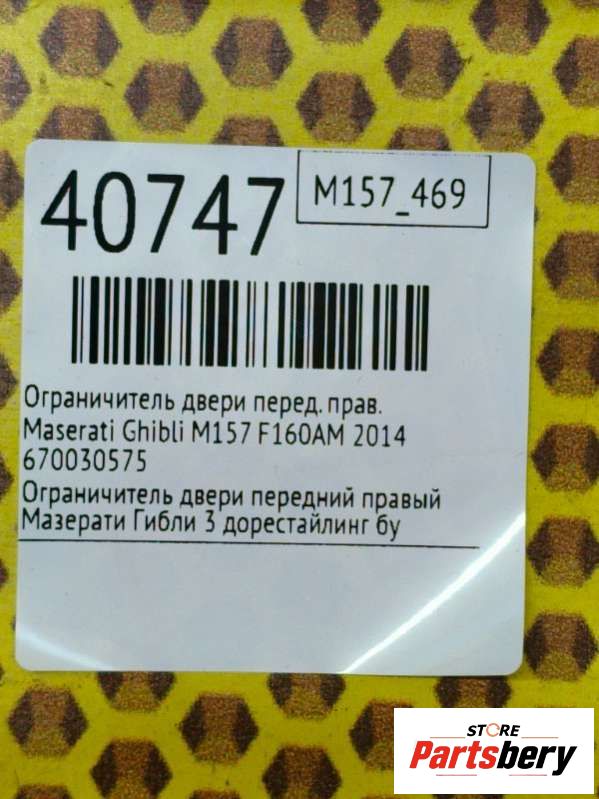 40747
M157_469
Ограничитель двери перед. прав.
Maserati Ghibli M157 F160AM 2014
670030575
Ограничитель двери передний правый
Мазерати Гибли 3 дорестайлинг бу
STORE
Partsbery